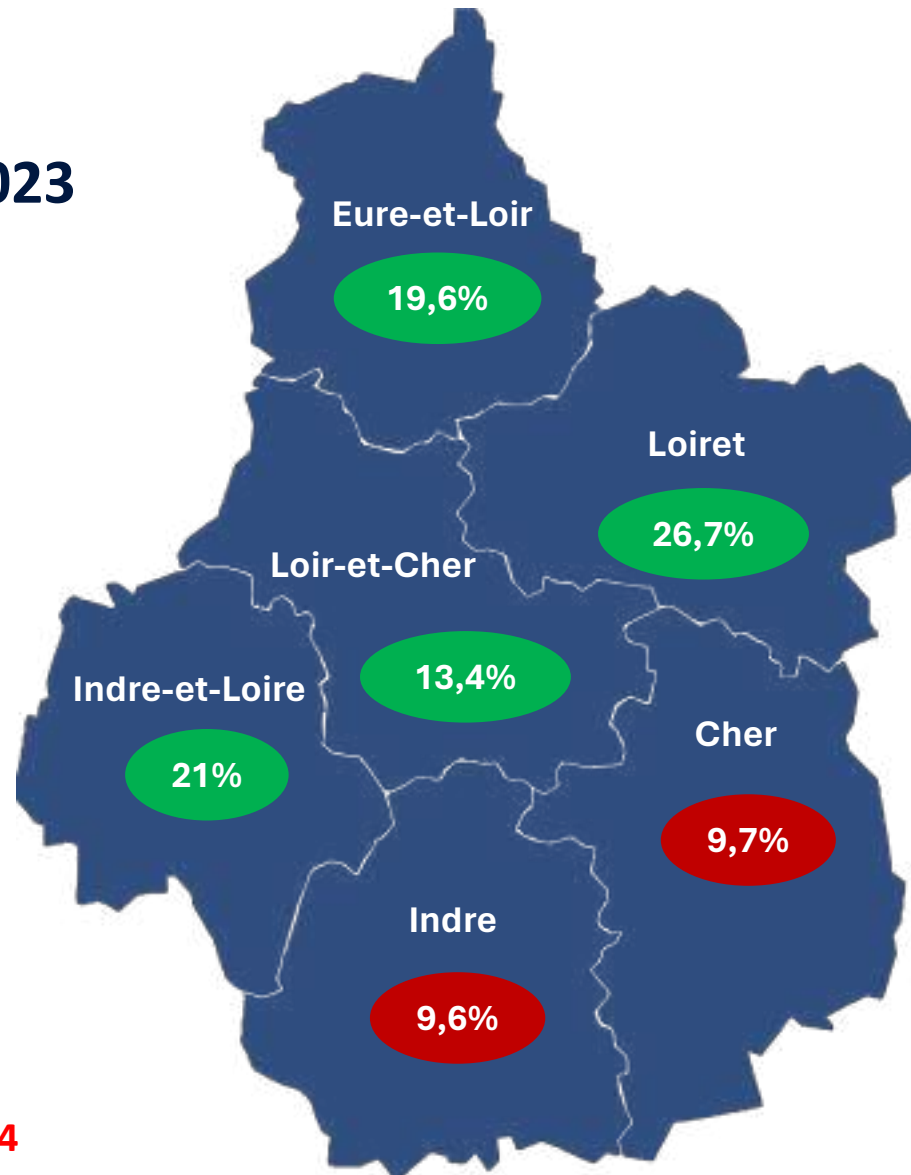 023
Eure-et-Loir
19,6%
Loiret
26,7%
Loir-et-Cher
13,4%
Indre-et-Loire
21%
Cher
9,7%
Indre
9,6%
4